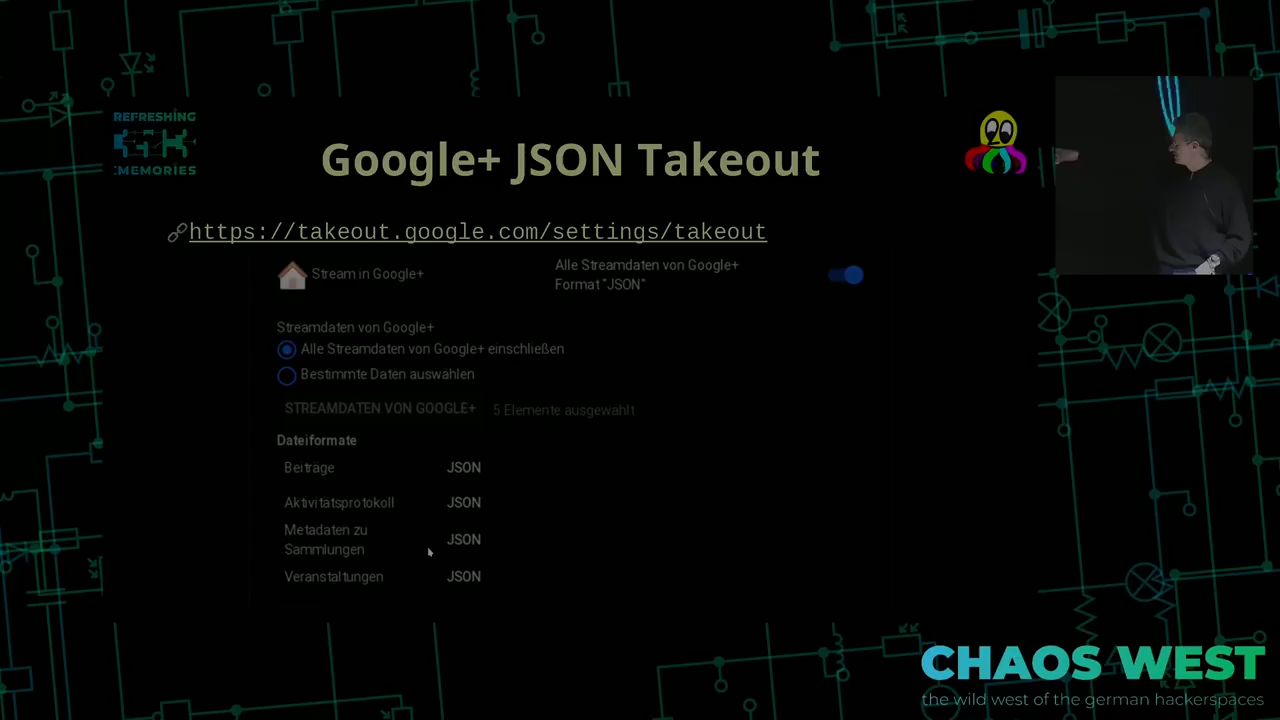 REFRESHING
MEMORIES
Google+ JSON Takeout
https://takeout.google.com/settings/takeout
Stream in Google+
Alle Streamdaten von Google+
Format "JSON"
Streamdaten von Google+
Alle Streamdaten von Google+ einschließen
Bestimmte Daten auswählen
STREAMDATEN VON GOOGLE+
5 Elemente ausgewählt
Dateiformate
Beiträge JSON
Aktivitätsprotokoll JSON
Metadaten zu
Sammlungen
JSON
Veranstaltungen JSON
CHAOS WEST
the wild west of the german hackerspaces